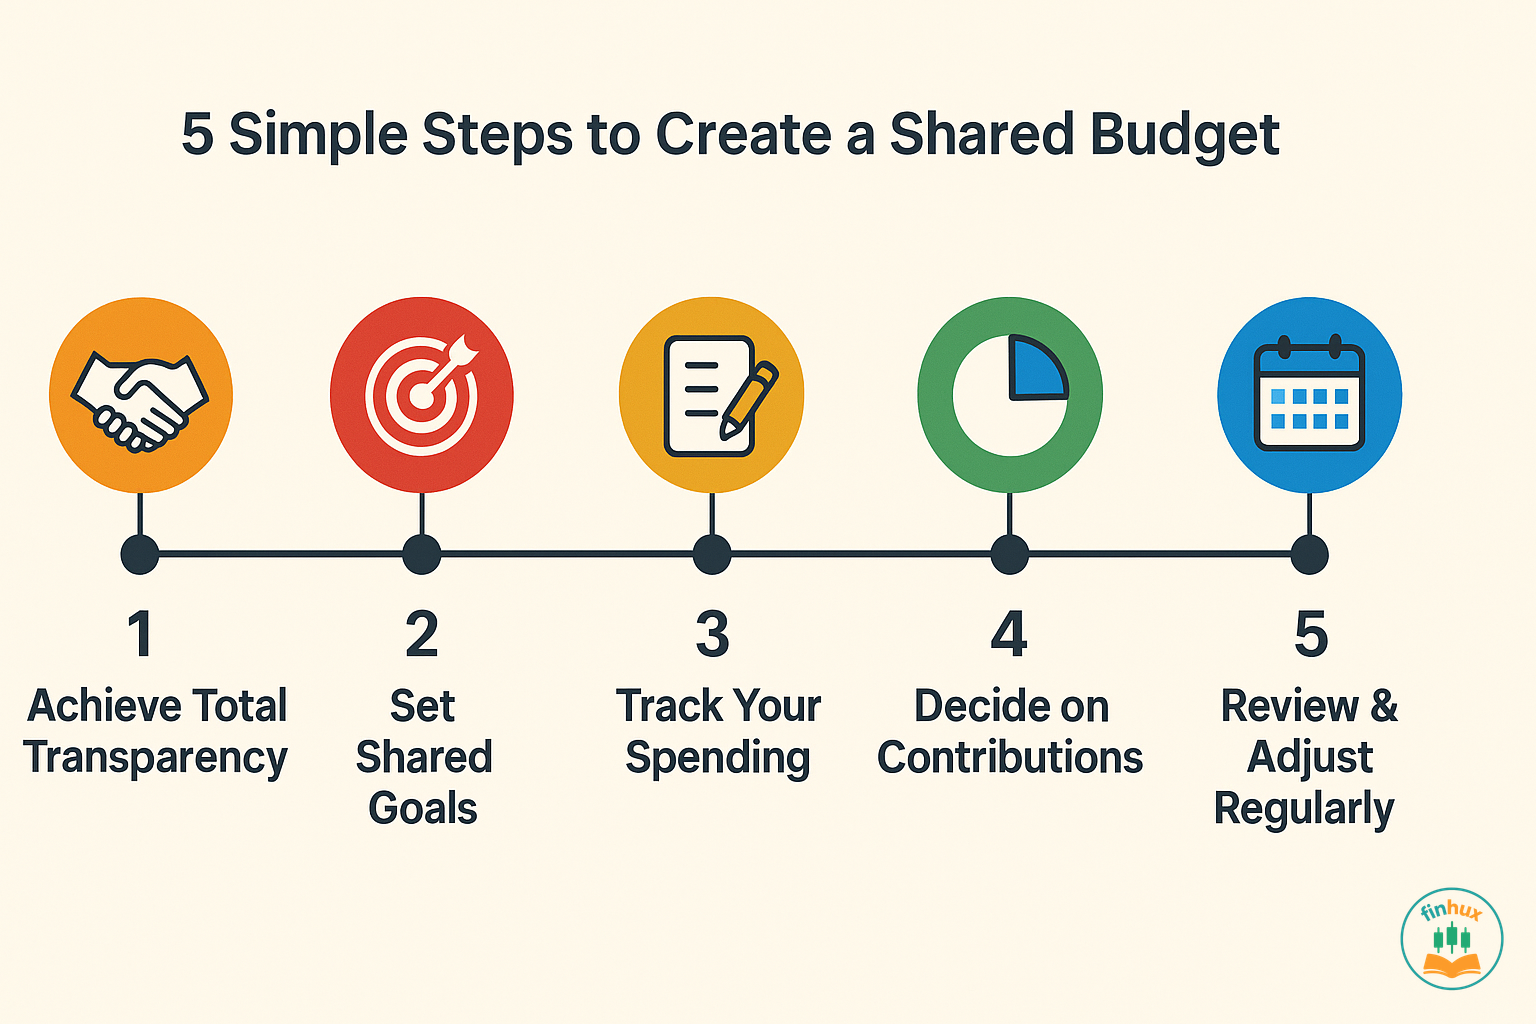 5 Simple Steps to Create a Shared Budget
1
Achieve Total
Transparency
2
Set
Shared
Goals
3
Track Your
Spending
4
Decide on
Contributions
5
Review &
Adjust
Regularly
finhux